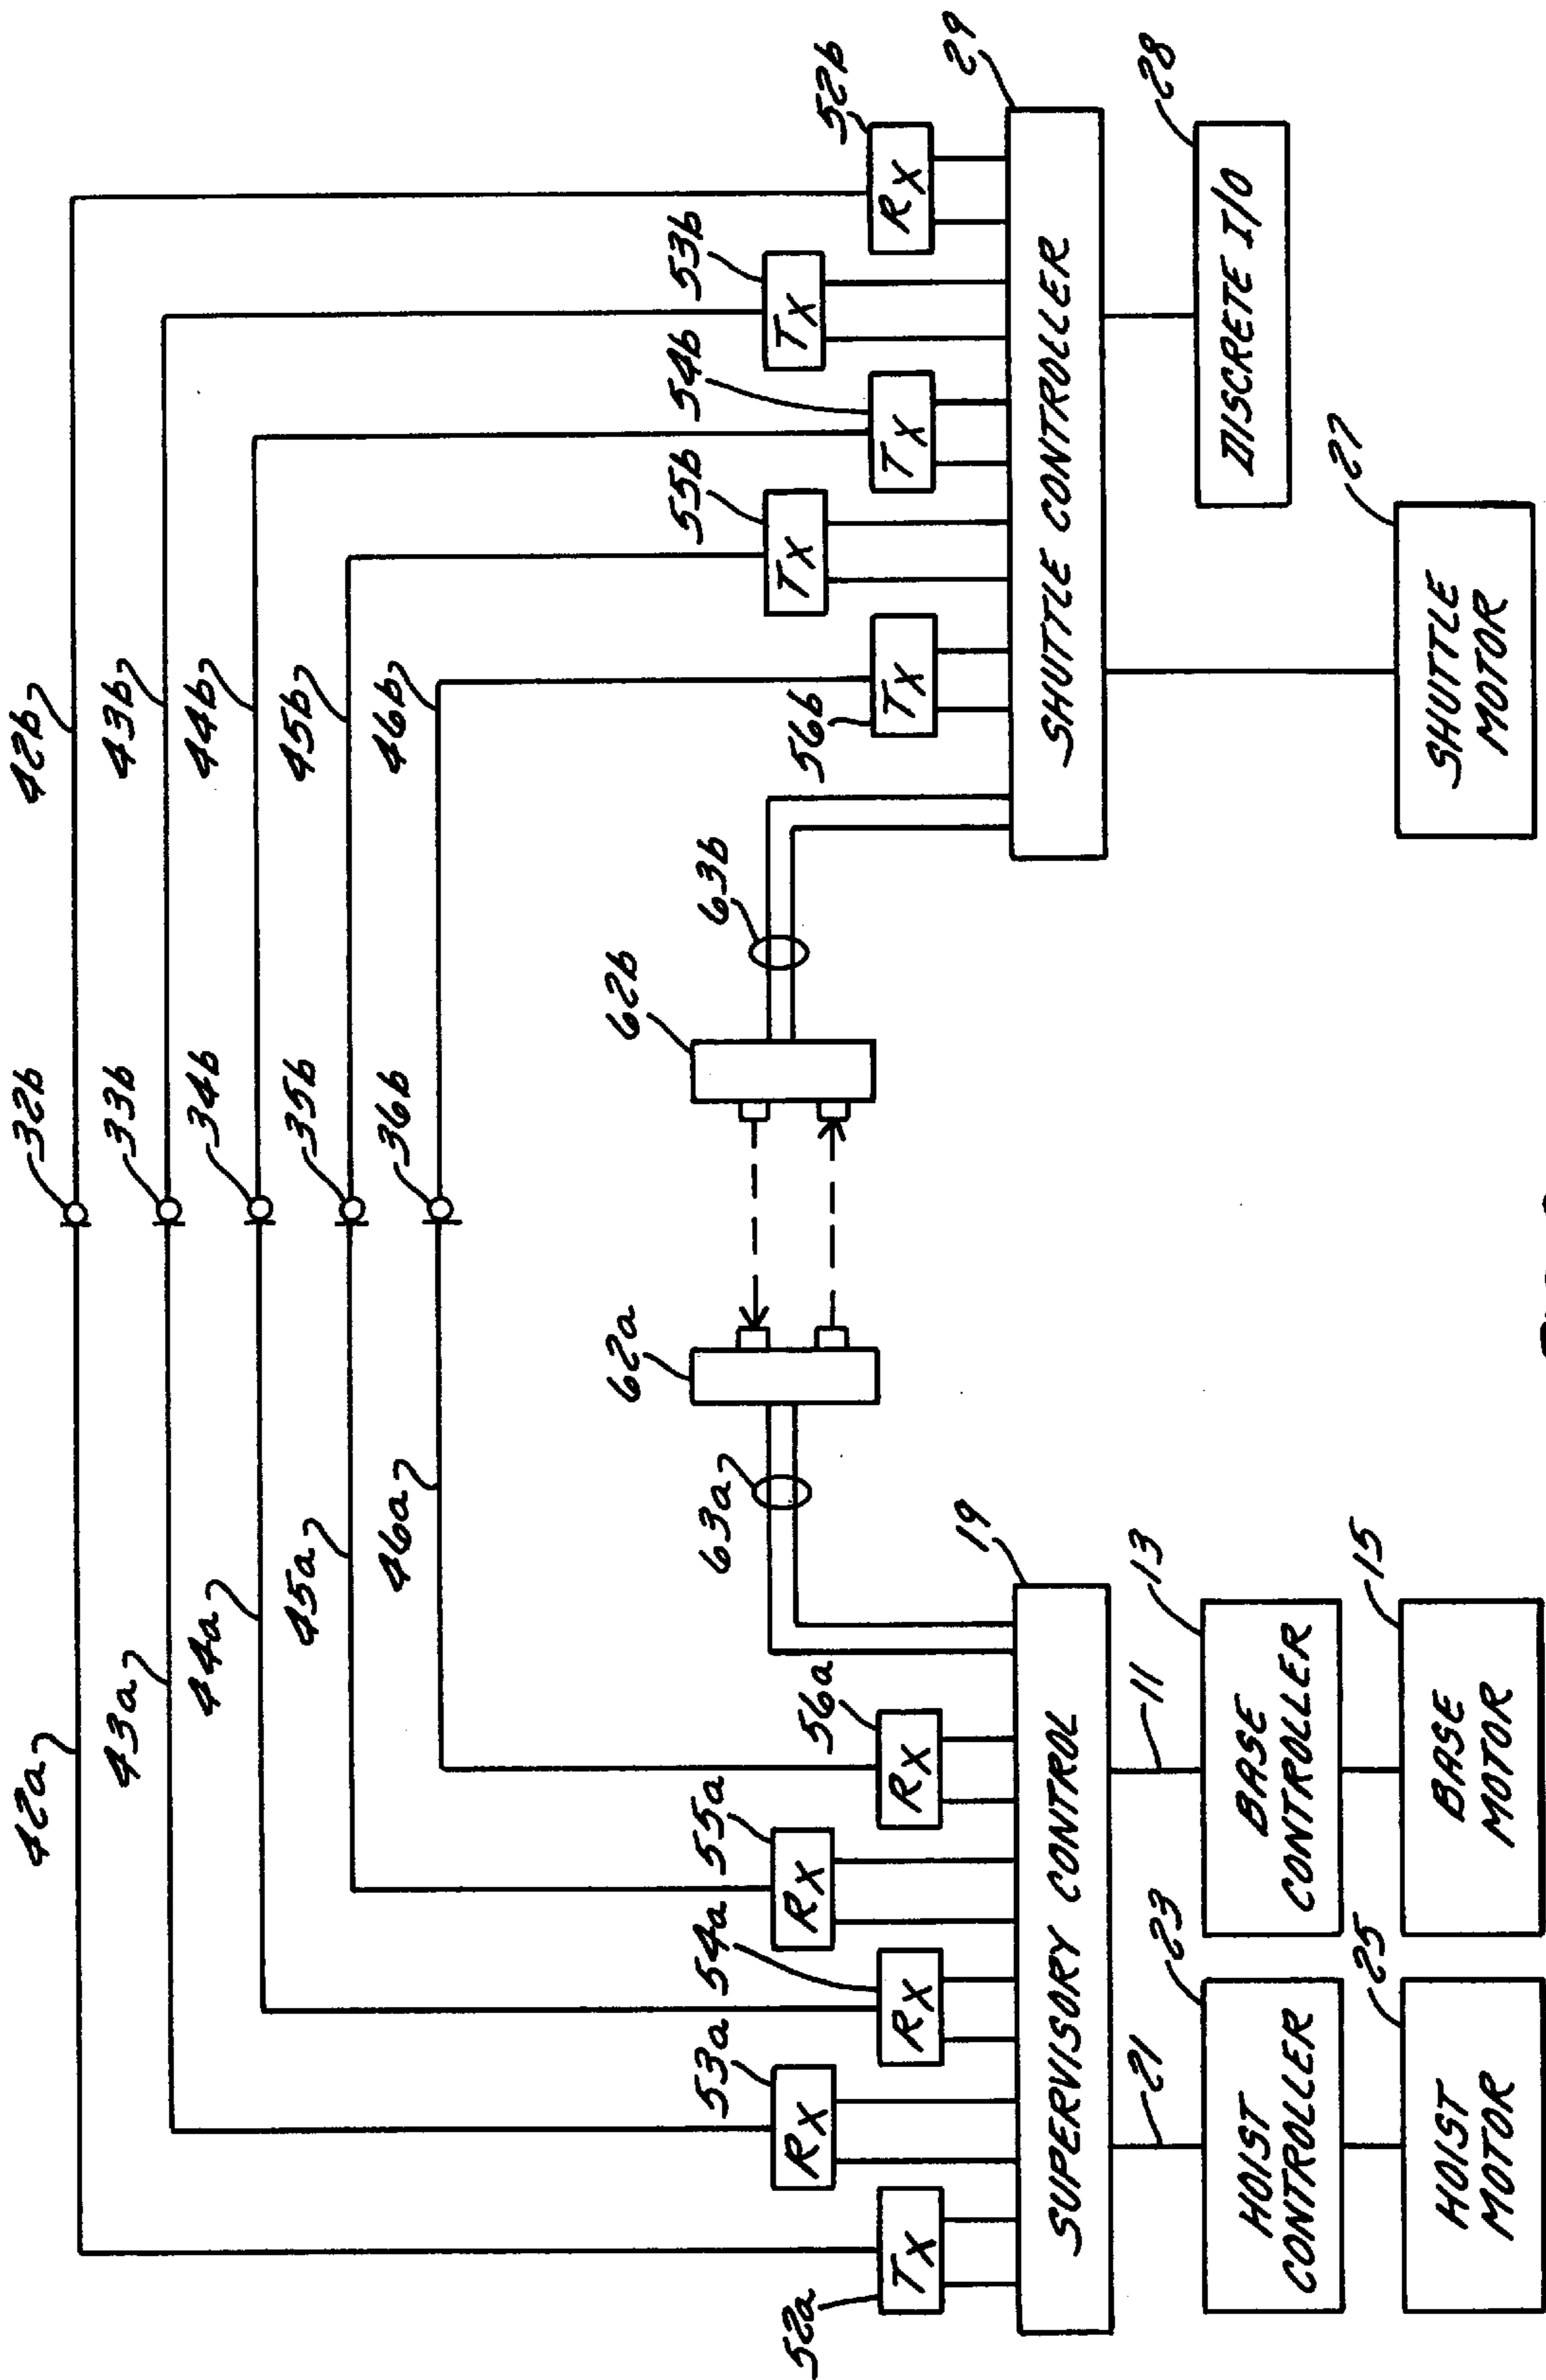 42a
42b
32b
43a
43b
33b
44a
44b
34b
45a
45b
35b
46a
46b
36b
62a
62b
63a
63b
52a
TX
53a
RX
54a
RX
55a
RX
56a
RX
56b
TX
55b
TX
54b
TX
53b
TX
52b
RX
SUPERVISORY CONTROL
19
SHUTTLE CONTROLLER
29
21
11
HOIST
CONTROLLER
23
BASE
CONTROLLER
13
DISCRETE I/O
28
HOIST
MOTOR
25
BASE
MOTOR
15
SHUTTLE
MOTOR
27